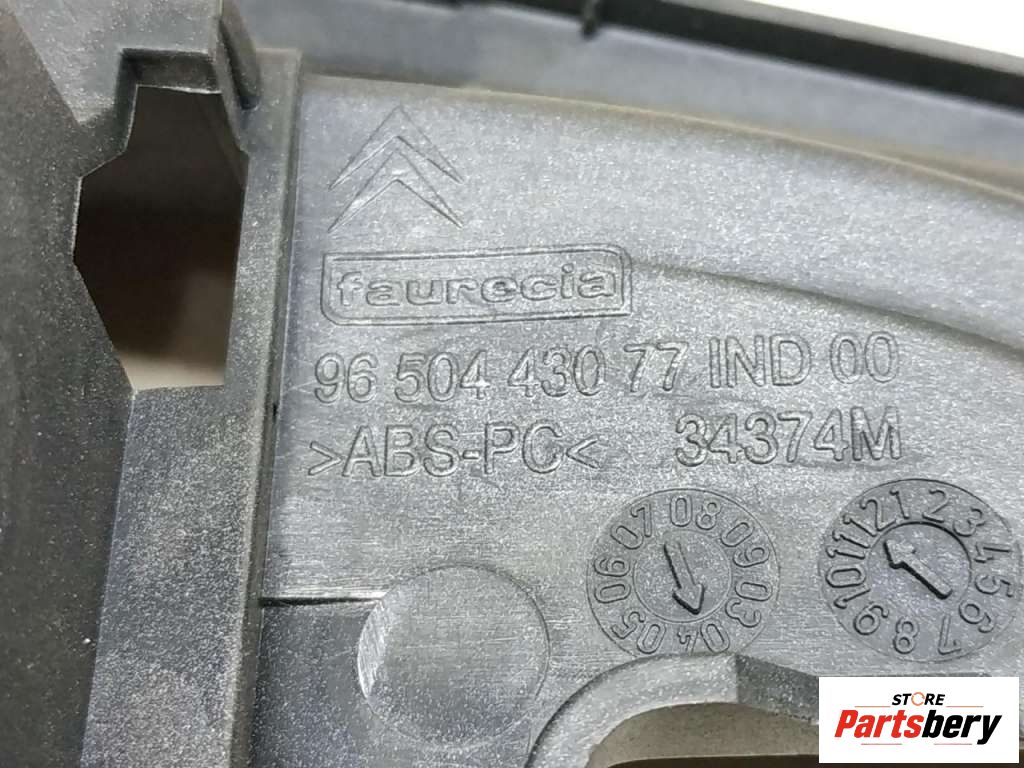 faurecia
96 504 430 77 IND 00
>ABS-PC< 34374M
05 06 07 08 09 03 04
1 2 3 4 5 6 7 8 9 10 11 12
STORE
Partsbery